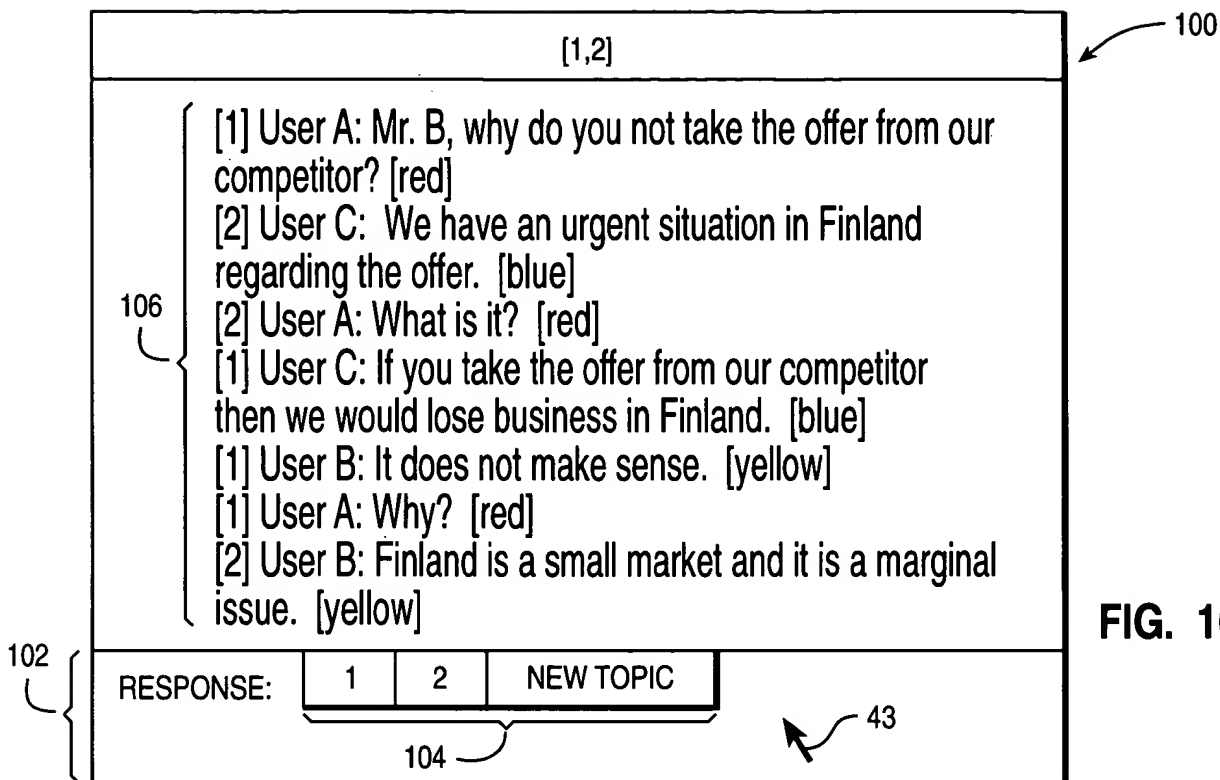 [1,2]
100
[1] User A: Mr. B, why do you not take the offer from our
competitor? [red]
[2] User C: We have an urgent situation in Finland
regarding the offer. [blue]
[2] User A: What is it? [red]
[1] User C: If you take the offer from our competitor
then we would lose business in Finland. [blue]
[1] User B: It does not make sense. [yellow]
[1] User A: Why? [red]
[2] User B: Finland is a small market and it is a marginal
issue. [yellow]
106
FIG.
102
RESPONSE: 1 2 NEW TOPIC
104
43